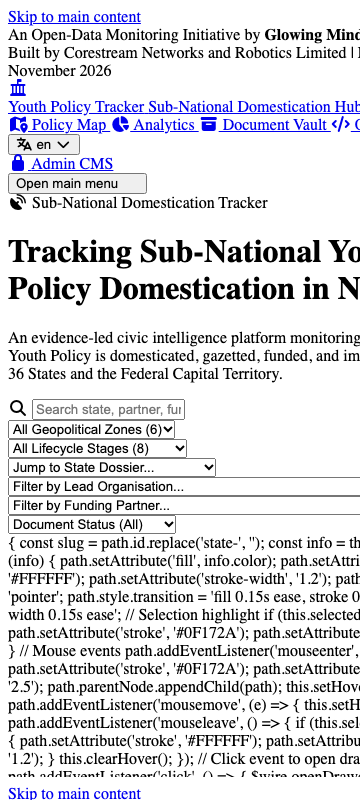 Skip to main content
An Open-Data Monitoring Initiative by Glowing Mind
Built by Corestream Networks and Robotics Limited |
November 2026
Youth Policy Tracker Sub-National Domestication Hub
Policy Map Analytics Document Vault
en
Admin CMS
Open main menu
Sub-National Domestication Tracker
Tracking Sub-National Yo
Policy Domestication in N
An evidence-led civic intelligence platform monitoring
Youth Policy is domesticated, gazetted, funded, and im
36 States and the Federal Capital Territory.
Search state, partner, fun
All Geopolitical Zones (6)
All Lifecycle Stages (8)
Jump to State Dossier...
Filter by Lead Organisation...
Filter by Funding Partner...
Document Status (All)
{ const slug = path.id.replace('state-', ''); const info = th
(info) { path.setAttribute('fill', info.color); path.setAttri
'#FFFFFF'); path.setAttribute('stroke-width', '1.2'); path
'pointer'; path.style.transition = 'fill 0.15s ease, stroke 0
width 0.15s ease'; // Selection highlight if (this.selected
path.setAttribute('stroke', '#0F172A'); path.setAttribute
} // Mouse events path.addEventListener('mouseenter',
path.setAttribute('stroke', '#0F172A'); path.setAttribute
'2.5'); path.parentNode.appendChild(path); this.setHov
path.addEventListener('mousemove', (e) => { this.setH
path.addEventListener('mouseleave', () => { if (this.sel
{ path.setAttribute('stroke', '#FFFFFF'); path.setAttribute
'1.2'); } this.clearHover(); }); // Click event to open dra
path.addEventListener('click', () => { $wire.openDraw
Skip to main content